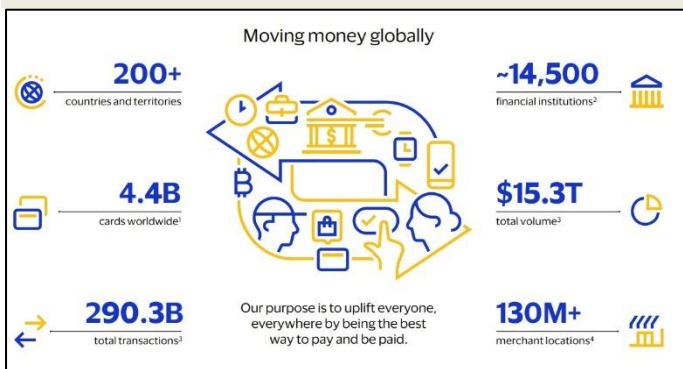 Moving money globally
200+
countries and territories
4.4B
cards worldwide¹
290.3B
total transactions³
$
Our purpose is to uplift everyone,
everywhere by being the best
way to pay and be paid.
~14,500
financial institutions²
$15.3T
total volume³
130M+
merchant locations⁴